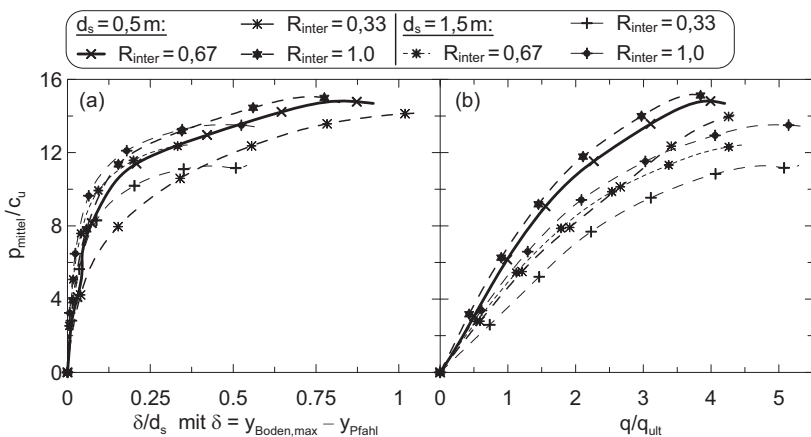 d_s = 0,5 m: R_inter = 0,33 d_s = 1,5 m: R_inter = 0,33
R_inter = 0,67 R_inter = 1,0 R_inter = 0,67 R_inter = 1,0
(a)
(b)
p_mittel/c_u
16
12
8
4
0
0 0.25 0.5 0.75 1
0 1 2 3 4 5
δ/d_s mit δ = y_Boden,max – y_Pfahl
q/q_ult